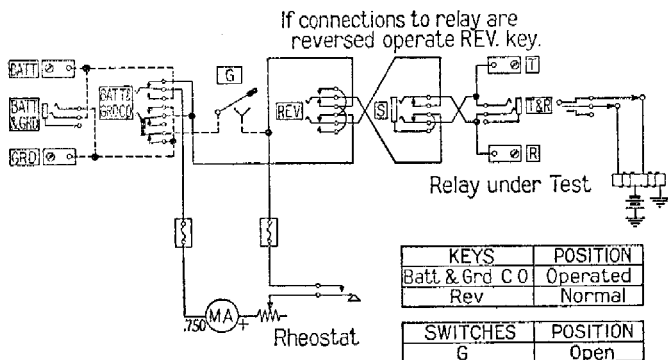 If connections to relay are
reversed operate REV. key.
BATT
BATT
& GRD
GRD
BATT&
GRD CO
G
REV
S
T
T&R
R
Relay under Test
.750
MA
+
Rheostat
KEYS POSITION
Batt & Grd C O Operated
Rev Normal
SWITCHES POSITION
G Open